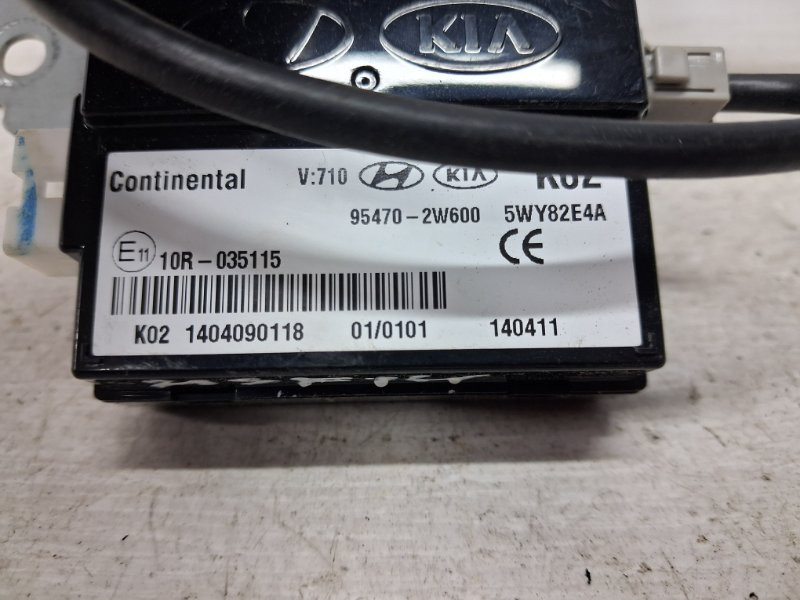 KIA
Continental V:710 KIA K02
95470-2W600 5WY82E4A
E11 10R-035115 CE
K02 1404090118 01/0101 140411